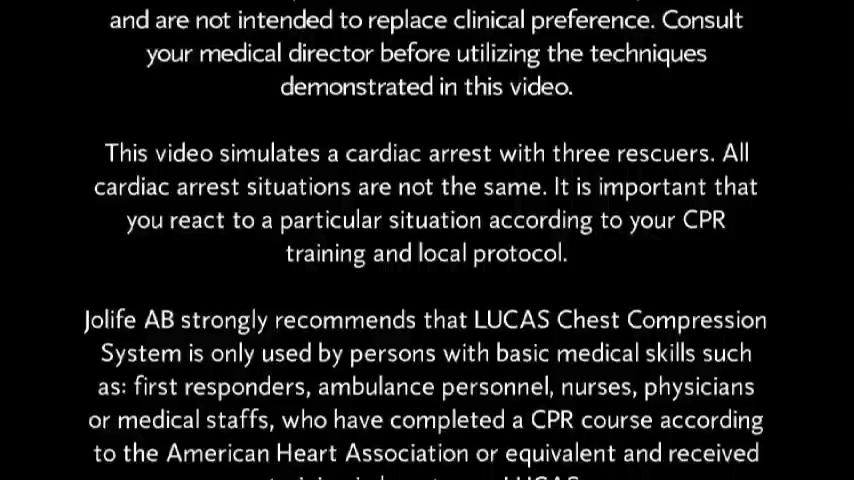 and are not intended to replace clinical preference. Consult
your medical director before utilizing the techniques
demonstrated in this video.
This video simulates a cardiac arrest with three rescuers. All
cardiac arrest situations are not the same. It is important that
you react to a particular situation according to your CPR
training and local protocol.
Jolife AB strongly recommends that LUCAS Chest Compression
System is only used by persons with basic medical skills such
as: first responders, ambulance personnel, nurses, physicians
or medical staffs, who have completed a CPR course according
to the American Heart Association or equivalent and received
LUCAS